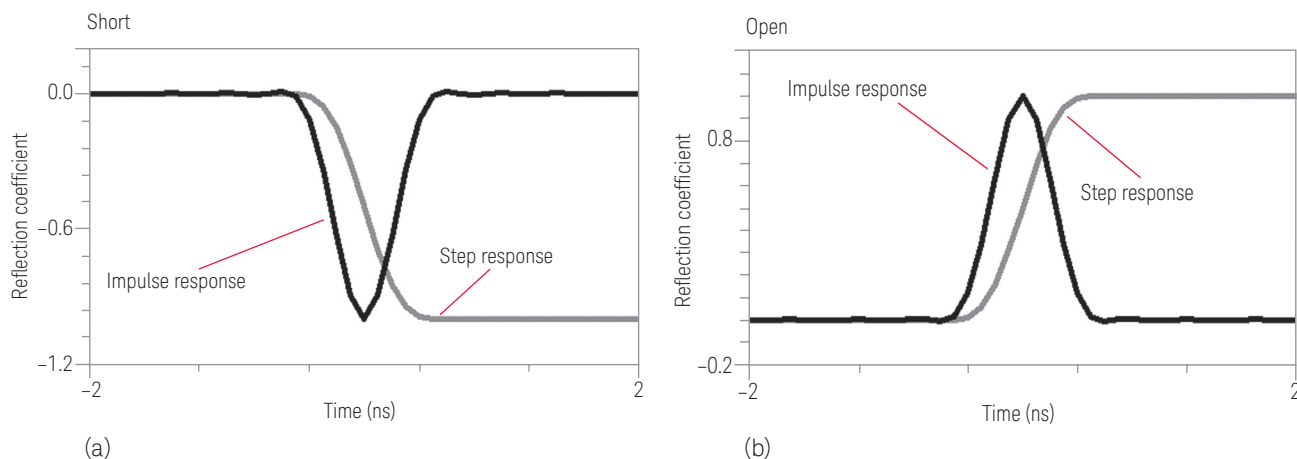 Short
0.0
–0.6
–1.2
Reflection coefficient
Impulse response
Step response
–2
2
Time (ns)
(a)
Open
0.8
–0.2
Reflection coefficient
Impulse response
Step response
–2
2
Time (ns)
(b)